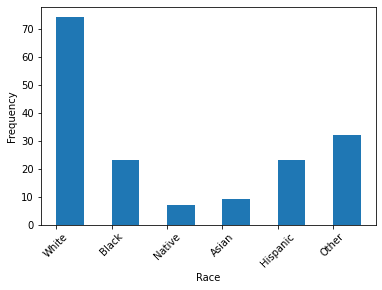 Frequency
70
60
50
40
30
20
10
0
White
Black
Native
Asian
Hispanic
Other
Race